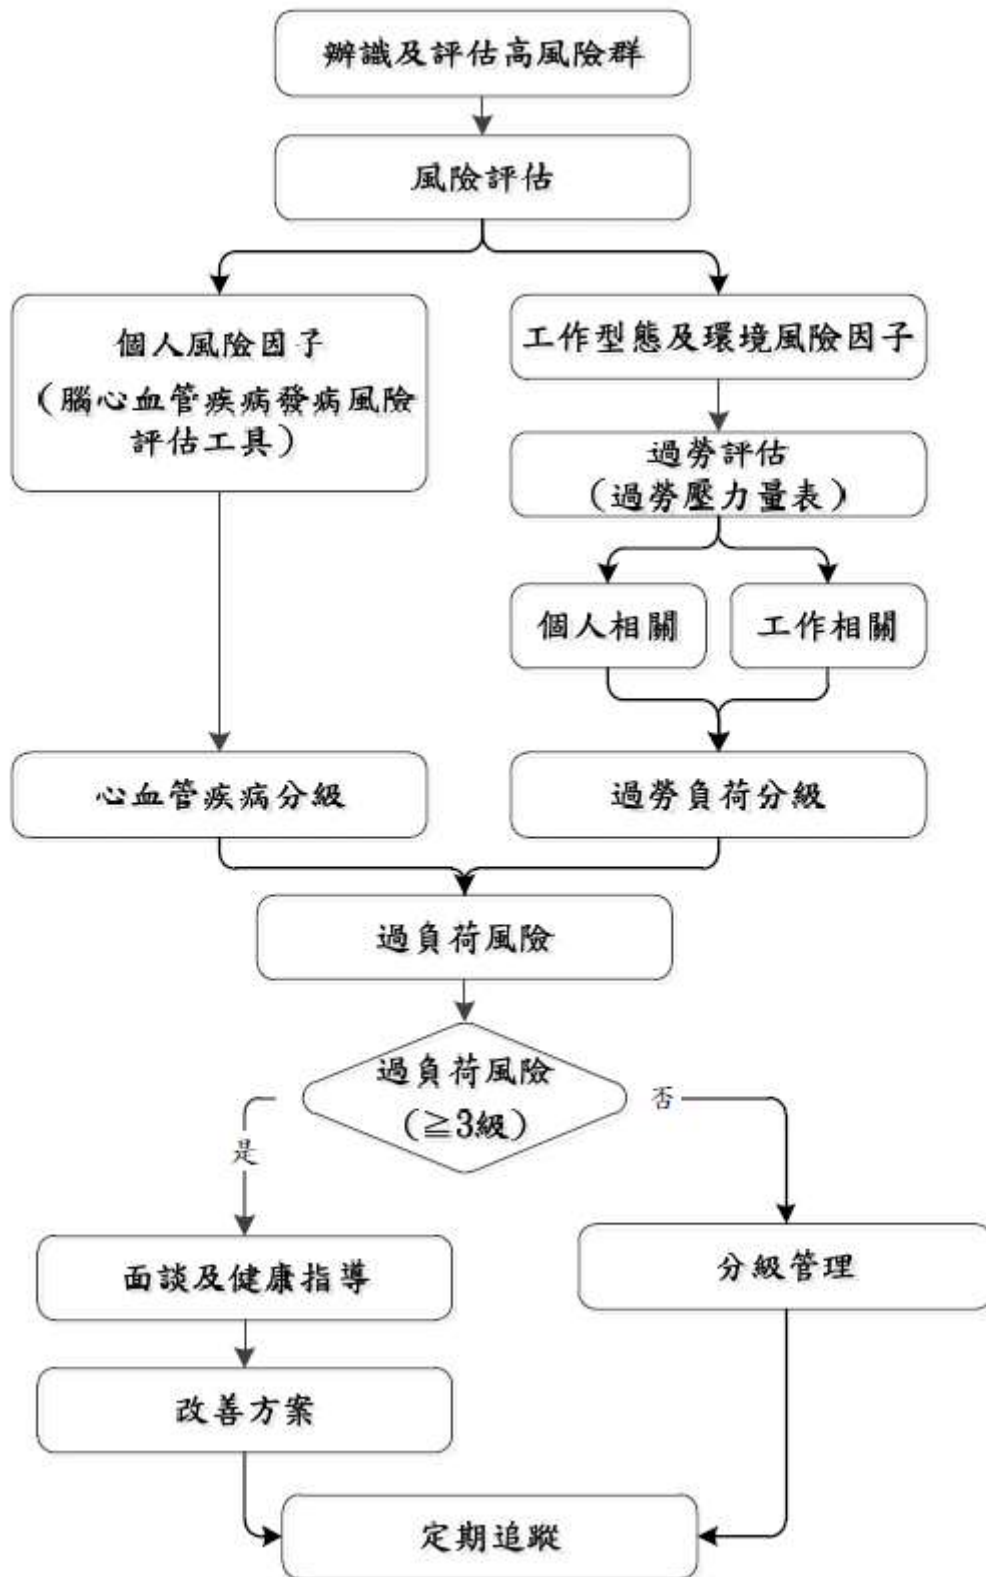 辦識及評估高風險群
風險評估
個人風險因子
（腦心血管疾病發病風險
評估工具）
工作型態及環境風險因子
過勞評估
（過勞壓力量表）
個人相關
工作相關
心血管疾病分級
過勞負荷分級
過負荷風險
過負荷風險
（≧3級）
是
否
面談及健康指導
分級管理
改善方案
定期追蹤